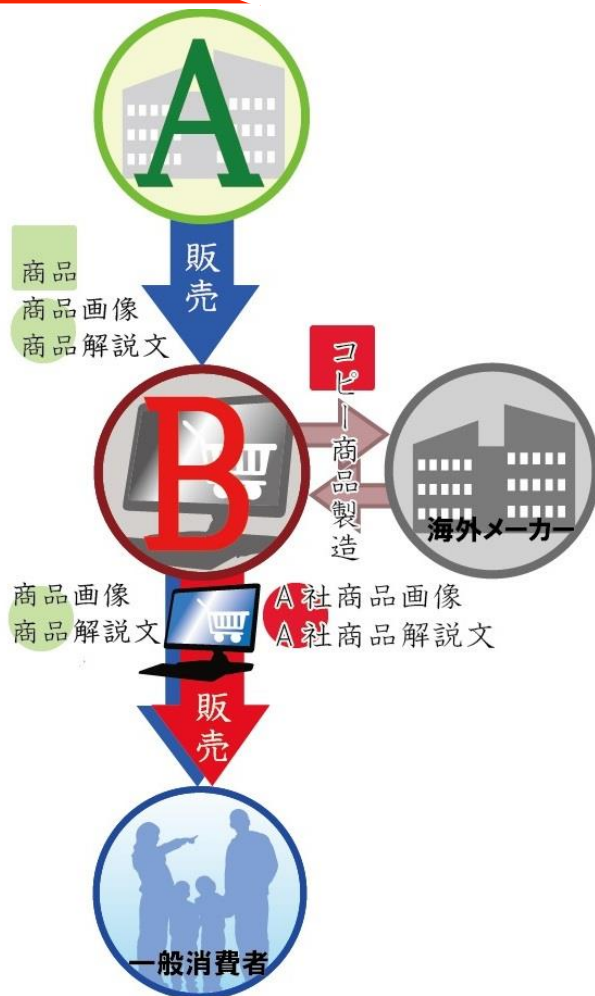 A
販売
商品
商品画像
商品解説文
コピー商品製造
B
海外メーカー
商品画像
商品解説文
A社商品画像
A社商品解説文
販売
一般消費者